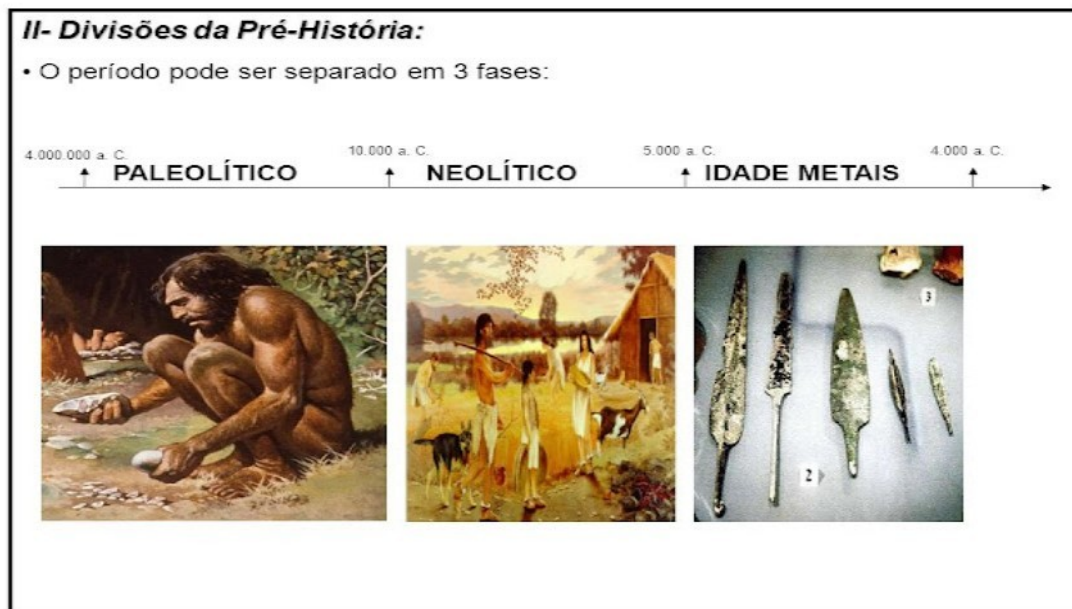 II- Divisões da Pré-História:
• O período pode ser separado em 3 fases:
4.000.000 a. C. 10.000 a. C. 5.000 a. C. 4.000 a. C.
PALEOLÍTICO NEOLÍTICO IDADE METAIS
3
2